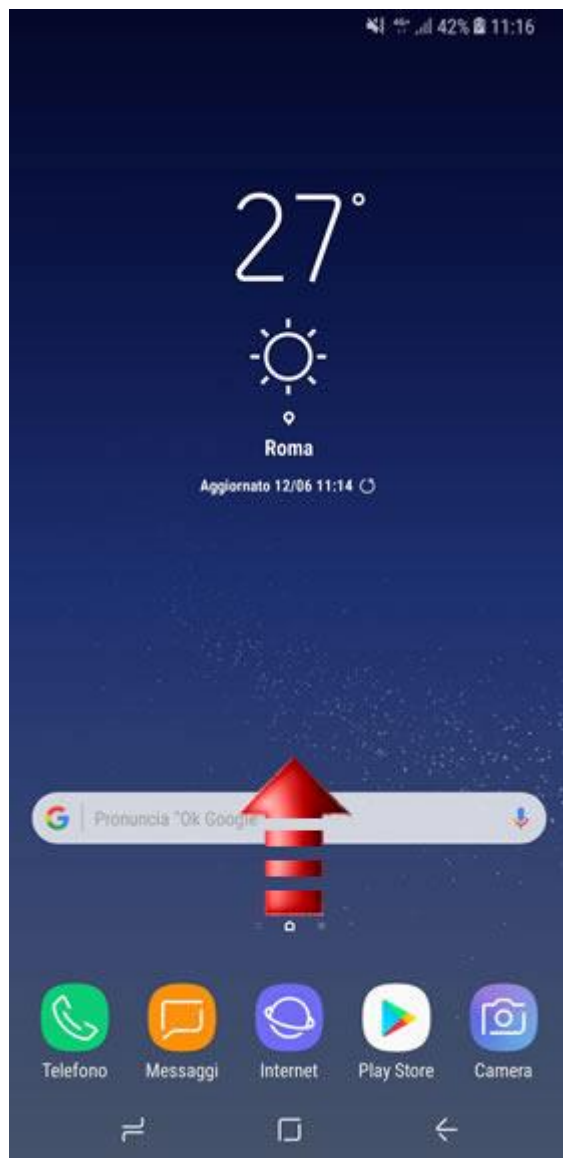 42% 11:16
27°
Roma
Aggiornato 12/06 11:14
Pronuncia "Ok Google
Telefono Messaggi Internet Play Store Camera